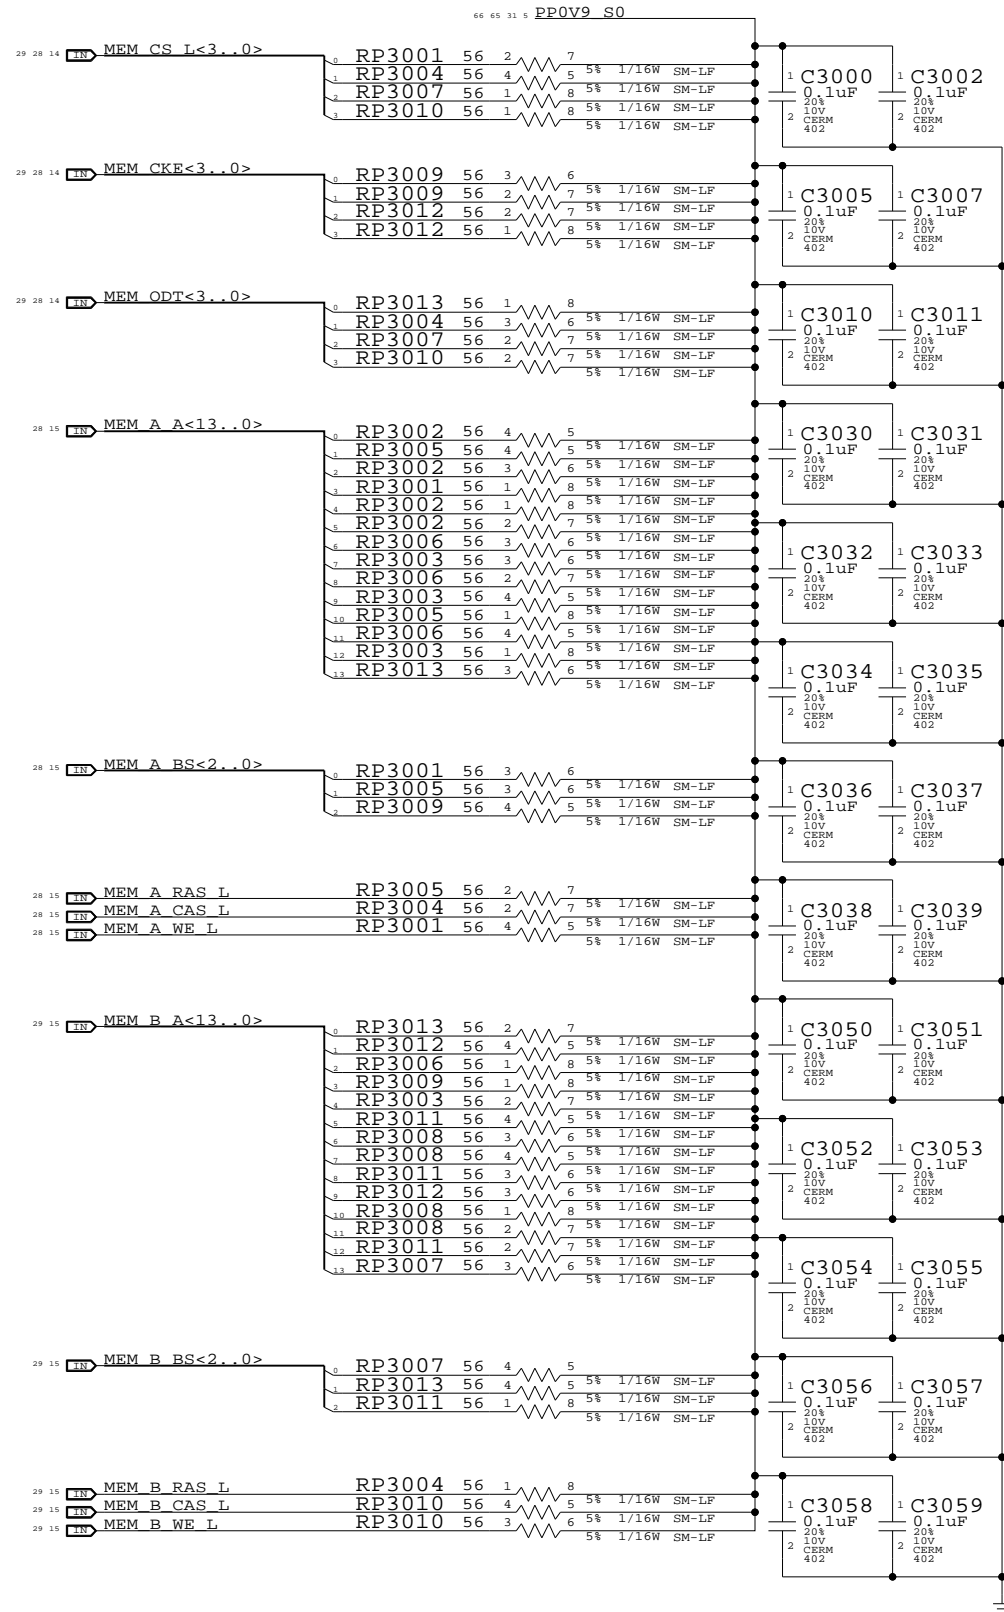 66 65 31 5 PP0V9_S0
29 28 14 IN MEM_CS_L<3..0>
0 RP3001 56 2 7 5% 1/16W SM-LF
1 RP3004 56 4 5 5% 1/16W SM-LF
2 RP3007 56 1 8 5% 1/16W SM-LF
3 RP3010 56 1 8 5% 1/16W SM-LF
1 C3000 0.1uF 20% 10V 2 CERM 402
1 C3002 0.1uF 20% 10V 2 CERM 402
29 28 14 IN MEM_CKE<3..0>
0 RP3009 56 3 6 5% 1/16W SM-LF
1 RP3009 56 2 7 5% 1/16W SM-LF
2 RP3012 56 2 7 5% 1/16W SM-LF
3 RP3012 56 1 8 5% 1/16W SM-LF
1 C3005 0.1uF 20% 10V 2 CERM 402
1 C3007 0.1uF 20% 10V 2 CERM 402
29 28 14 IN MEM_ODT<3..0>
0 RP3013 56 1 8 5% 1/16W SM-LF
1 RP3004 56 3 6 5% 1/16W SM-LF
2 RP3007 56 2 7 5% 1/16W SM-LF
3 RP3010 56 2 7 5% 1/16W SM-LF
1 C3010 0.1uF 20% 10V 2 CERM 402
1 C3011 0.1uF 20% 10V 2 CERM 402
28 15 IN MEM_A_A<13..0>
0 RP3002 56 4 5 5% 1/16W SM-LF
1 RP3005 56 4 5 5% 1/16W SM-LF
2 RP3002 56 3 6 5% 1/16W SM-LF
3 RP3001 56 1 8 5% 1/16W SM-LF
4 RP3002 56 1 8 5% 1/16W SM-LF
5 RP3002 56 2 7 5% 1/16W SM-LF
6 RP3006 56 3 6 5% 1/16W SM-LF
7 RP3003 56 3 6 5% 1/16W SM-LF
8 RP3006 56 2 7 5% 1/16W SM-LF
9 RP3003 56 4 5 5% 1/16W SM-LF
10 RP3005 56 1 8 5% 1/16W SM-LF
11 RP3006 56 4 5 5% 1/16W SM-LF
12 RP3003 56 1 8 5% 1/16W SM-LF
13 RP3013 56 3 6 5% 1/16W SM-LF
1 C3030 0.1uF 20% 10V 2 CERM 402
1 C3031 0.1uF 20% 10V 2 CERM 402
1 C3032 0.1uF 20% 10V 2 CERM 402
1 C3033 0.1uF 20% 10V 2 CERM 402
1 C3034 0.1uF 20% 10V 2 CERM 402
1 C3035 0.1uF 20% 10V 2 CERM 402
28 15 IN MEM_A_BS<2..0>
0 RP3001 56 3 6 5% 1/16W SM-LF
1 RP3005 56 3 6 5% 1/16W SM-LF
2 RP3009 56 4 5 5% 1/16W SM-LF
1 C3036 0.1uF 20% 10V 2 CERM 402
1 C3037 0.1uF 20% 10V 2 CERM 402
28 15 IN MEM_A_RAS_L RP3005 56 2 7 5% 1/16W SM-LF
28 15 IN MEM_A_CAS_L RP3004 56 2 7 5% 1/16W SM-LF
28 15 IN MEM_A_WE_L RP3001 56 4 5 5% 1/16W SM-LF
1 C3038 0.1uF 20% 10V 2 CERM 402
1 C3039 0.1uF 20% 10V 2 CERM 402
29 15 IN MEM_B_A<13..0>
0 RP3013 56 2 7 5% 1/16W SM-LF
1 RP3012 56 4 5 5% 1/16W SM-LF
2 RP3006 56 1 8 5% 1/16W SM-LF
3 RP3009 56 1 8 5% 1/16W SM-LF
4 RP3003 56 2 7 5% 1/16W SM-LF
5 RP3011 56 4 5 5% 1/16W SM-LF
6 RP3008 56 3 6 5% 1/16W SM-LF
7 RP3008 56 4 5 5% 1/16W SM-LF
8 RP3011 56 3 6 5% 1/16W SM-LF
9 RP3012 56 3 6 5% 1/16W SM-LF
10 RP3008 56 1 8 5% 1/16W SM-LF
11 RP3008 56 2 7 5% 1/16W SM-LF
12 RP3011 56 2 7 5% 1/16W SM-LF
13 RP3007 56 3 6 5% 1/16W SM-LF
1 C3050 0.1uF 20% 10V 2 CERM 402
1 C3051 0.1uF 20% 10V 2 CERM 402
1 C3052 0.1uF 20% 10V 2 CERM 402
1 C3053 0.1uF 20% 10V 2 CERM 402
1 C3054 0.1uF 20% 10V 2 CERM 402
1 C3055 0.1uF 20% 10V 2 CERM 402
29 15 IN MEM_B_BS<2..0>
0 RP3007 56 4 5 5% 1/16W SM-LF
1 RP3013 56 4 5 5% 1/16W SM-LF
2 RP3011 56 1 8 5% 1/16W SM-LF
1 C3056 0.1uF 20% 10V 2 CERM 402
1 C3057 0.1uF 20% 10V 2 CERM 402
29 15 IN MEM_B_RAS_L RP3004 56 1 8 5% 1/16W SM-LF
29 15 IN MEM_B_CAS_L RP3010 56 4 5 5% 1/16W SM-LF
29 15 IN MEM_B_WE_L RP3010 56 3 6 5% 1/16W SM-LF
1 C3058 0.1uF 20% 10V 2 CERM 402
1 C3059 0.1uF 20% 10V 2 CERM 402